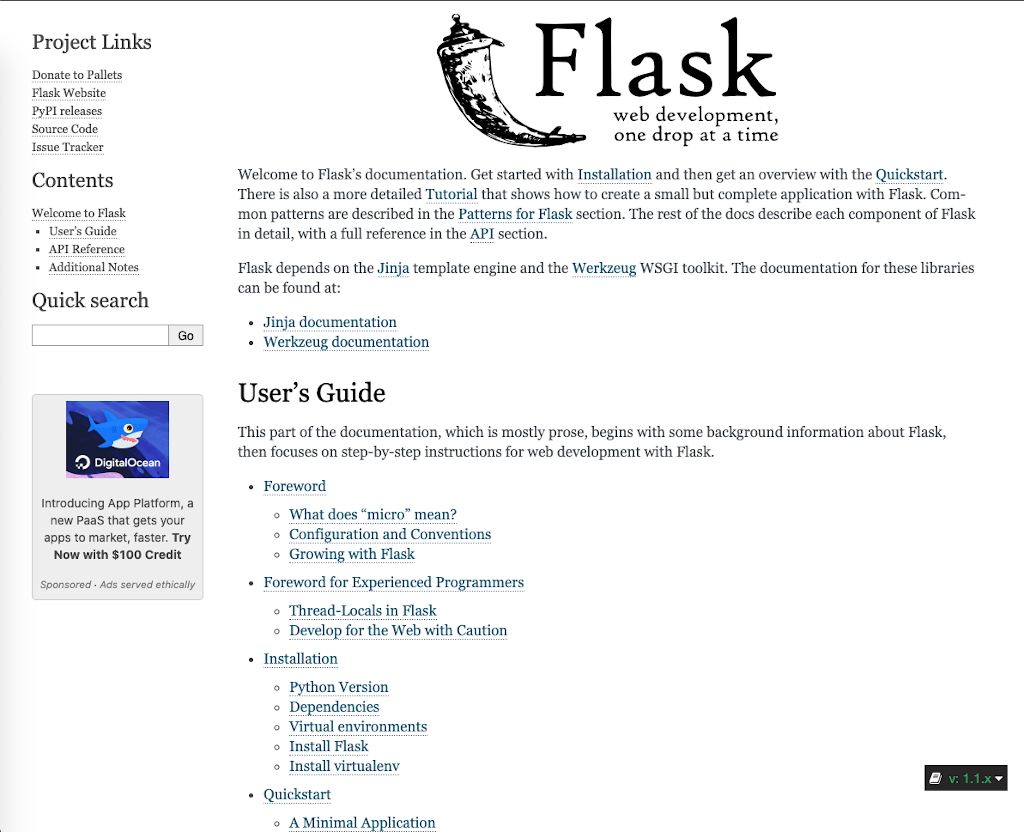 Project Links
Donate to Pallets
Flask Website
PyPI releases
Source Code
Issue Tracker
Contents
Welcome to Flask
User's Guide
API Reference
Additional Notes
Quick search
Go
DigitalOcean
Introducing App Platform, a
new PaaS that gets your
apps to market, faster. Try
Now with $100 Credit
Sponsored · Ads served ethically
Flask
web development,
one drop at a time
Welcome to Flask's documentation. Get started with Installation and then get an overview with the Quickstart.
There is also a more detailed Tutorial that shows how to create a small but complete application with Flask. Com-
mon patterns are described in the Patterns for Flask section. The rest of the docs describe each component of Flask
in detail, with a full reference in the API section.
Flask depends on the Jinja template engine and the Werkzeug WSGI toolkit. The documentation for these libraries
can be found at:
Jinja documentation
Werkzeug documentation
User's Guide
This part of the documentation, which is mostly prose, begins with some background information about Flask,
then focuses on step-by-step instructions for web development with Flask.
Foreword
What does “micro” mean?
Configuration and Conventions
Growing with Flask
Foreword for Experienced Programmers
Thread-Locals in Flask
Develop for the Web with Caution
Installation
Python Version
Dependencies
Virtual environments
Install Flask
Install virtualenv
Quickstart
A Minimal Application
v: 1.1.x